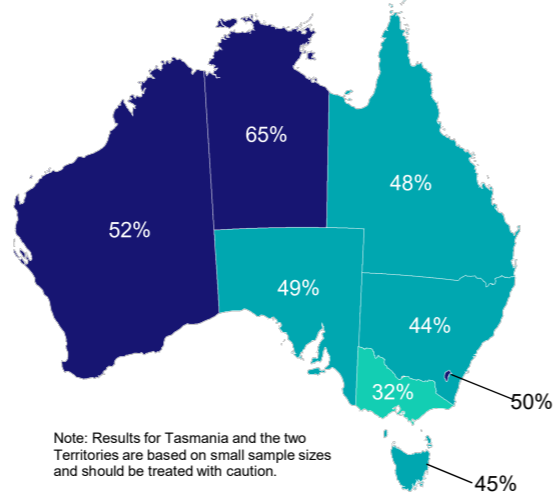 65%
48%
52%
49%
44%
32%
50%
45%
Note: Results for Tasmania and the two
Territories are based on small sample sizes
and should be treated with caution.